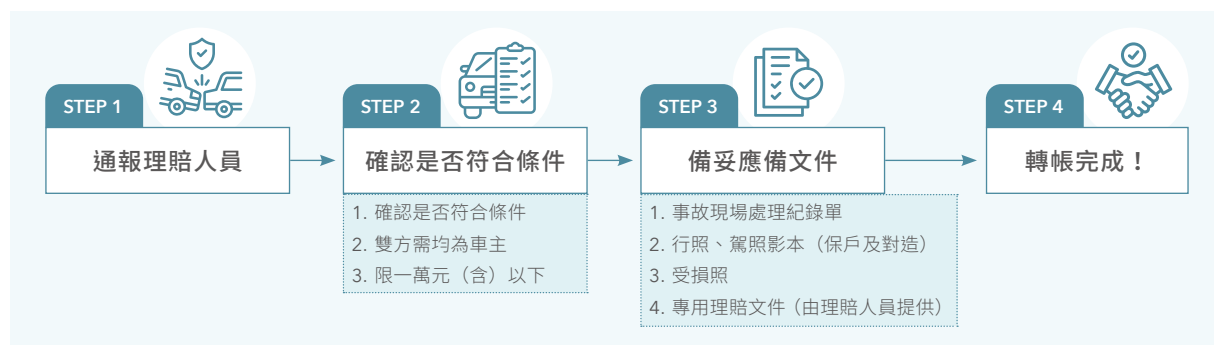 STEP 1
通報理賠人員
STEP 2
確認是否符合條件
1. 確認是否符合條件
2. 雙方需均為車主
3. 限一萬元（含）以下
STEP 3
備妥應備文件
1. 事故現場處理紀錄單
2. 行照、駕照影本（保戶及對造）
3. 受損照
4. 專用理賠文件（由理賠人員提供）
STEP 4
轉帳完成！